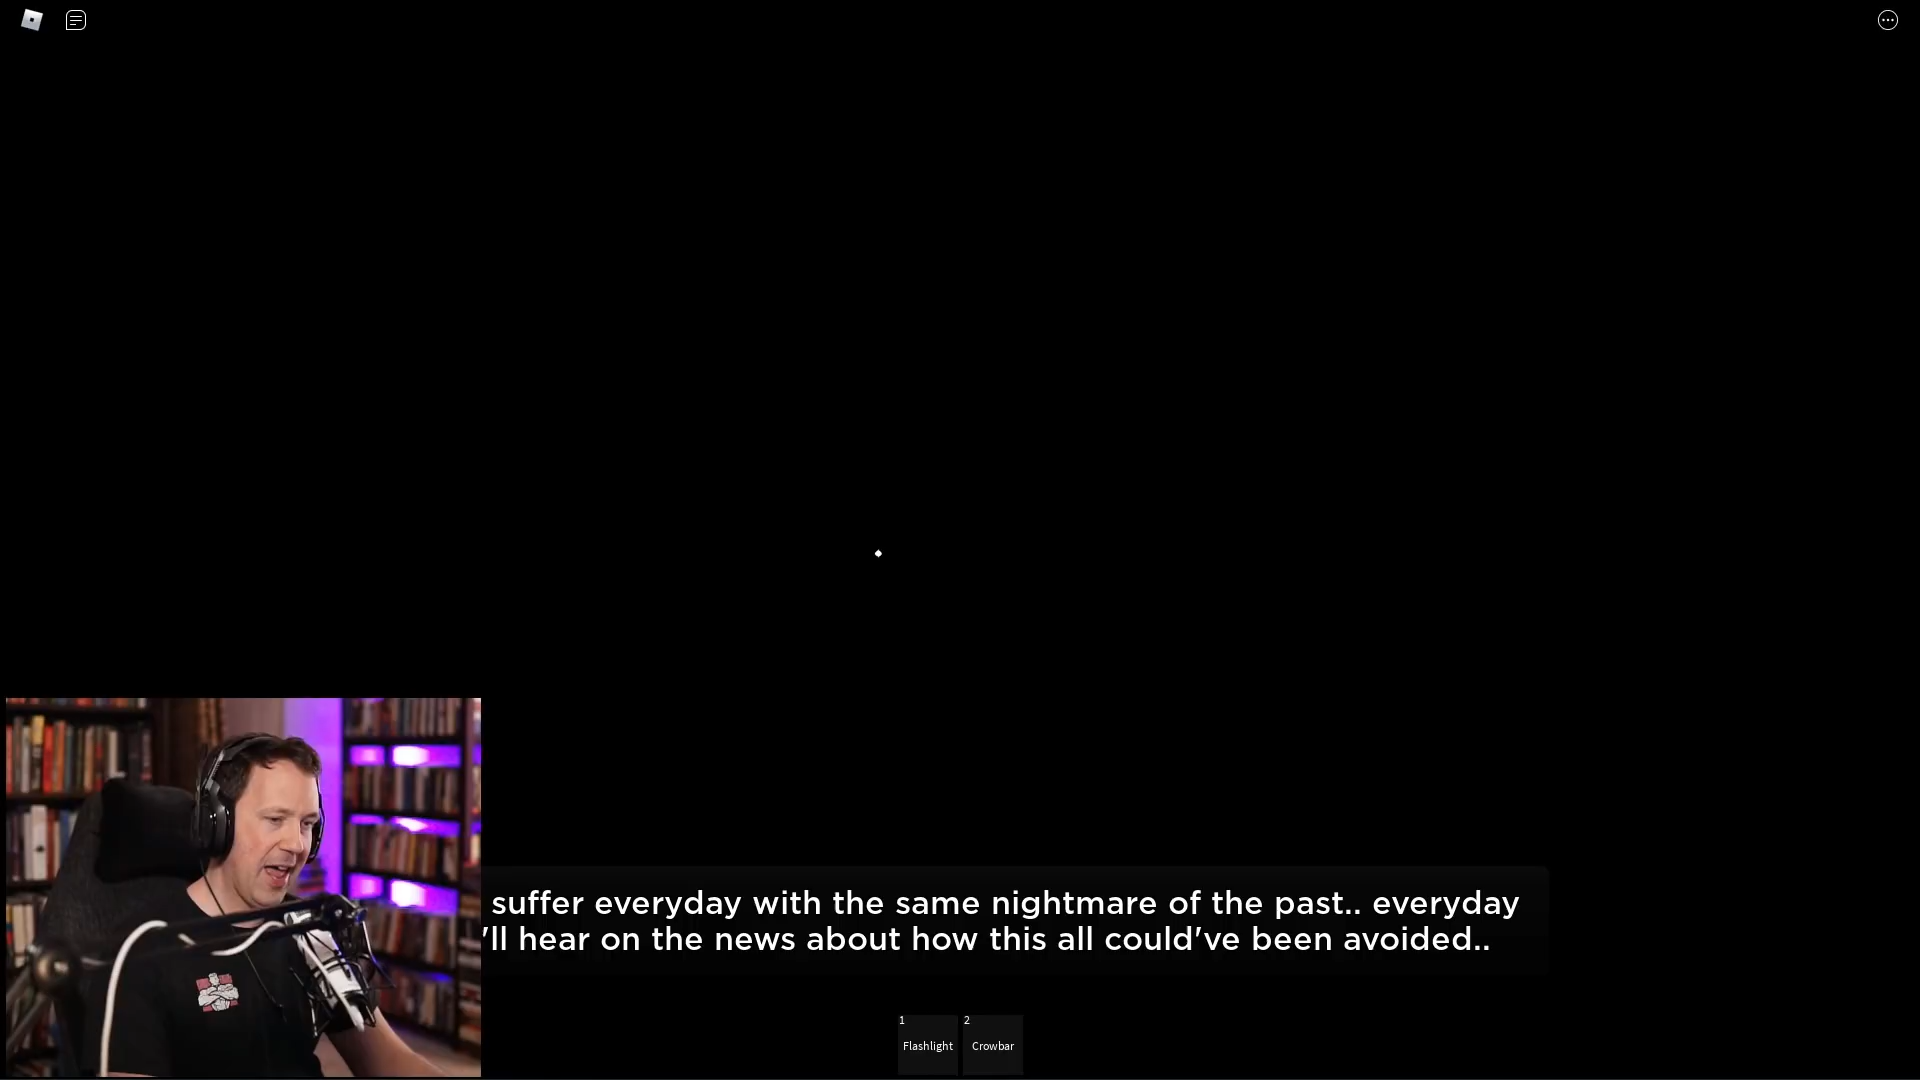 suffer everyday with the same nightmare of the past.. everyday
'll hear on the news about how this all could've been avoided..
1
Flashlight
2
Crowbar